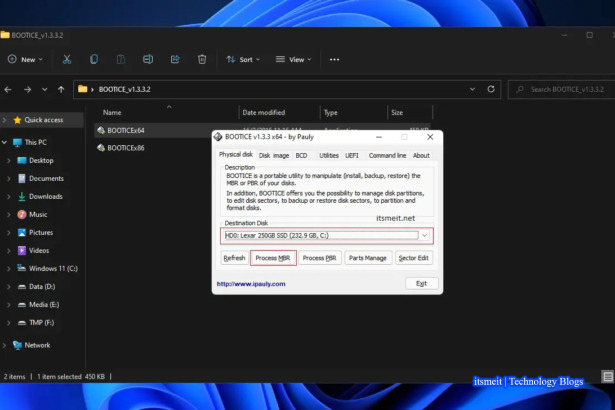 BOOTICE_v1.3.3.2
New
Sort
View
BOOTICE_v1.3.3.2
Search BOOTICE_v1.3.3.2
Name
Date modified
Type
Size
Quick access
This PC
Desktop
Documents
Downloads
Music
Pictures
Videos
Windows 11 (C:)
Data (D:)
Media (E:)
TMP (F:)
Network
BOOTICEx64
BOOTICEx86
BOOTICE v1.3.3 x64 - by Pauly
Physical disk Disk image BCD Utilities UEFI Command line About
Description
BOOTICE is a portable utility to manipulate (install, backup, restore) the
MBR or PBR of your disks.
In addition, BOOTICE offers you the possibility to manage disk partitions,
to edit disk sectors, to backup or restore disk sectors, to partition and
format disks.
itsmeit.net
Destination Disk
HD0: Lexar 250GB SSD (232.9 GB, C:)
Refresh Process MBR Process PBR Parts Manage Sector Edit
http://www.ipauly.com
Exit
2 items 1 item selected 450 KB
itsmeit | Technology Blogs